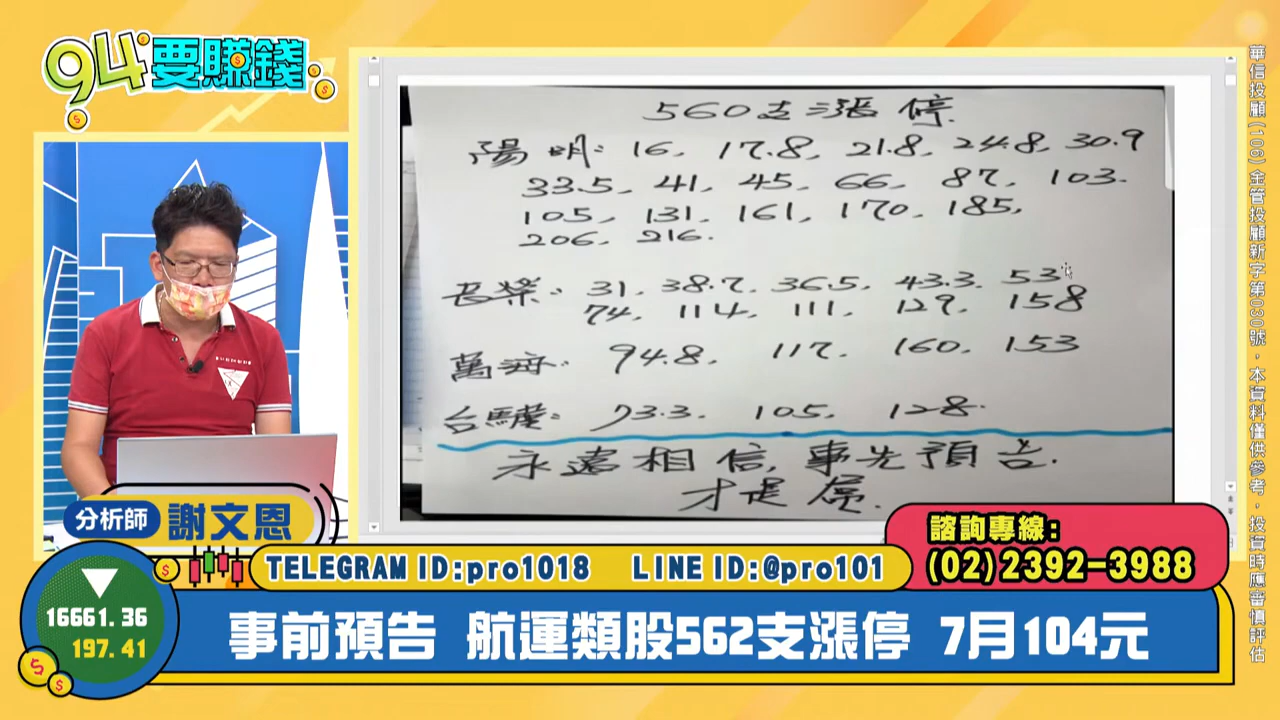 94要賺錢
560支漲停.
陽明: 16, 17.8, 21.8, 24.8, 30.9
33.5, 41, 45, 66, 87, 103.
105, 131, 161, 170, 185,
206, 216.
長榮: 31, 38.7, 36.5, 43.3, 53
74, 114, 111, 129, 158
萬海: 94.8, 117, 160, 153
台驊: 93.3, 105, 128.
永遠相信, 事先預告.
才是
分析師 謝文恩
諮詢專線:
(02)2392-3988
TELEGRAM ID:pro1018 LINE ID:@pro101
16661.36
197.41
事前預告 航運類股562支漲停 7月104元
華信投顧(106)金管投顧新字第030號，本資料僅供參考，投資時應審慎評估